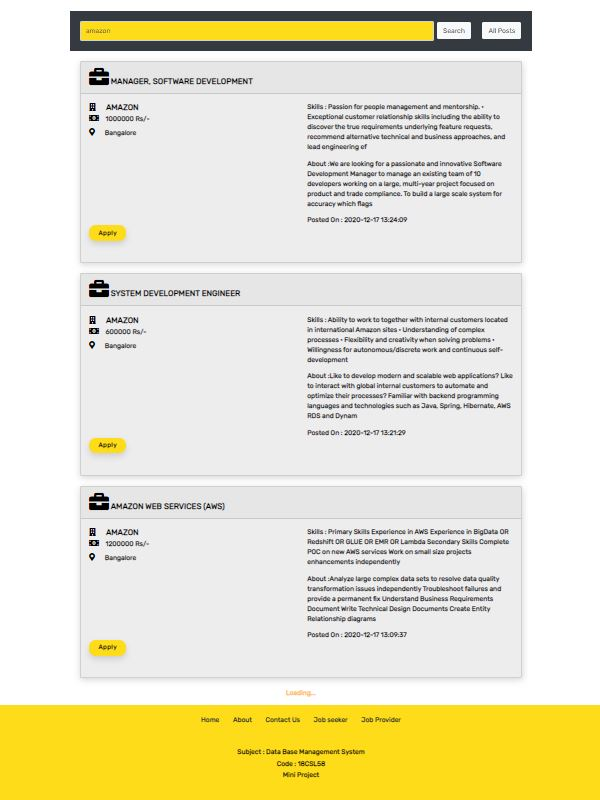 amazon
Search
All Posts
MANAGER, SOFTWARE DEVELOPMENT
AMAZON
1000000 Rs/-
Bangalore
Skills : Passion for people management and mentorship. •
Exceptional customer relationship skills including the ability to
discover the true requirements underlying feature requests,
recommend alternative technical and business approaches, and
lead engineering ef
About :We are looking for a passionate and innovative Software
Development Manager to manage an existing team of 10
developers working on a large, multi-year project focused on
product and trade compliance. To build a large scale system for
accuracy which flags
Posted On : 2020-12-17 13:24:09
Apply
SYSTEM DEVELOPMENT ENGINEER
AMAZON
600000 Rs/-
Bangalore
Skills : Ability to work to together with internal customers located
in international Amazon sites • Understanding of complex
processes • Flexibility and creativity when solving problems •
Willingness for autonomous/discrete work and continuous self-
development
About :Like to develop modern and scalable web applications? Like
to interact with global internal customers to automate and
optimize their processes? Familiar with backend programming
languages and technologies such as Java, Spring, Hibernate, AWS
RDS and Dynam
Posted On : 2020-12-17 13:21:29
Apply
AMAZON WEB SERVICES (AWS)
AMAZON
1200000 Rs/-
Bangalore
Skills : Primary Skills Experience in AWS Experience in BigData OR
Redshift OR GLUE OR EMR OR Lambda Secondary Skills Complete
POC on new AWS services Work on small size projects
enhancements independently
About :Analyze large complex data sets to resolve data quality
transformation issues independently Troubleshoot failures and
provide a permanent fix Understand Business Requirements
Document Write Technical Design Documents Create Entity
Relationship diagrams
Posted On : 2020-12-17 13:09:37
Apply
Loading...
Home About Contact Us Job seeker Job Provider
Subject : Data Base Management System
Code : 18CSL58
Mini Project